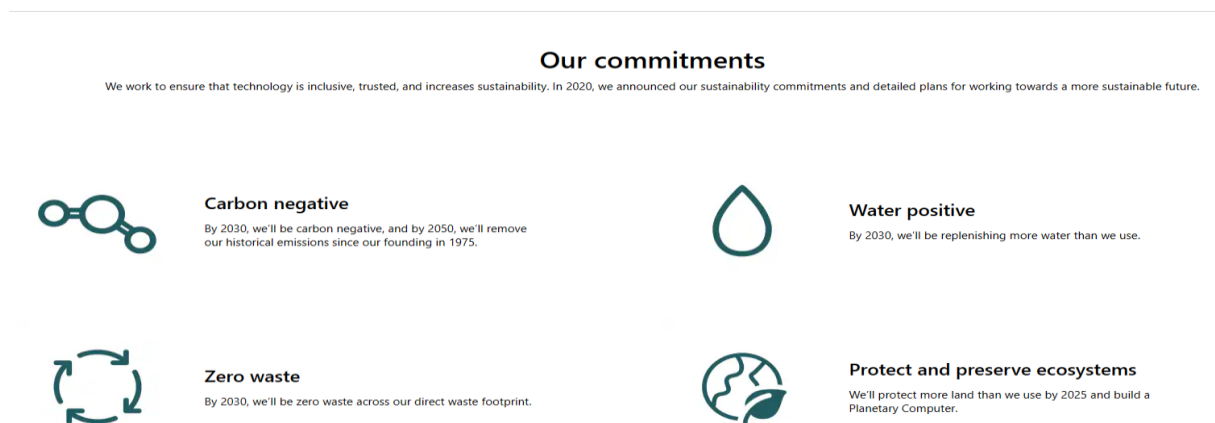 Our commitments
We work to ensure that technology is inclusive, trusted, and increases sustainability. In 2020, we announced our sustainability commitments and detailed plans for working towards a more sustainable future.
Carbon negative
By 2030, we'll be carbon negative, and by 2050, we'll remove
our historical emissions since our founding in 1975.
Water positive
By 2030, we'll be replenishing more water than we use.
Zero waste
By 2030, we'll be zero waste across our direct waste footprint.
Protect and preserve ecosystems
We'll protect more land than we use by 2025 and build a
Planetary Computer.